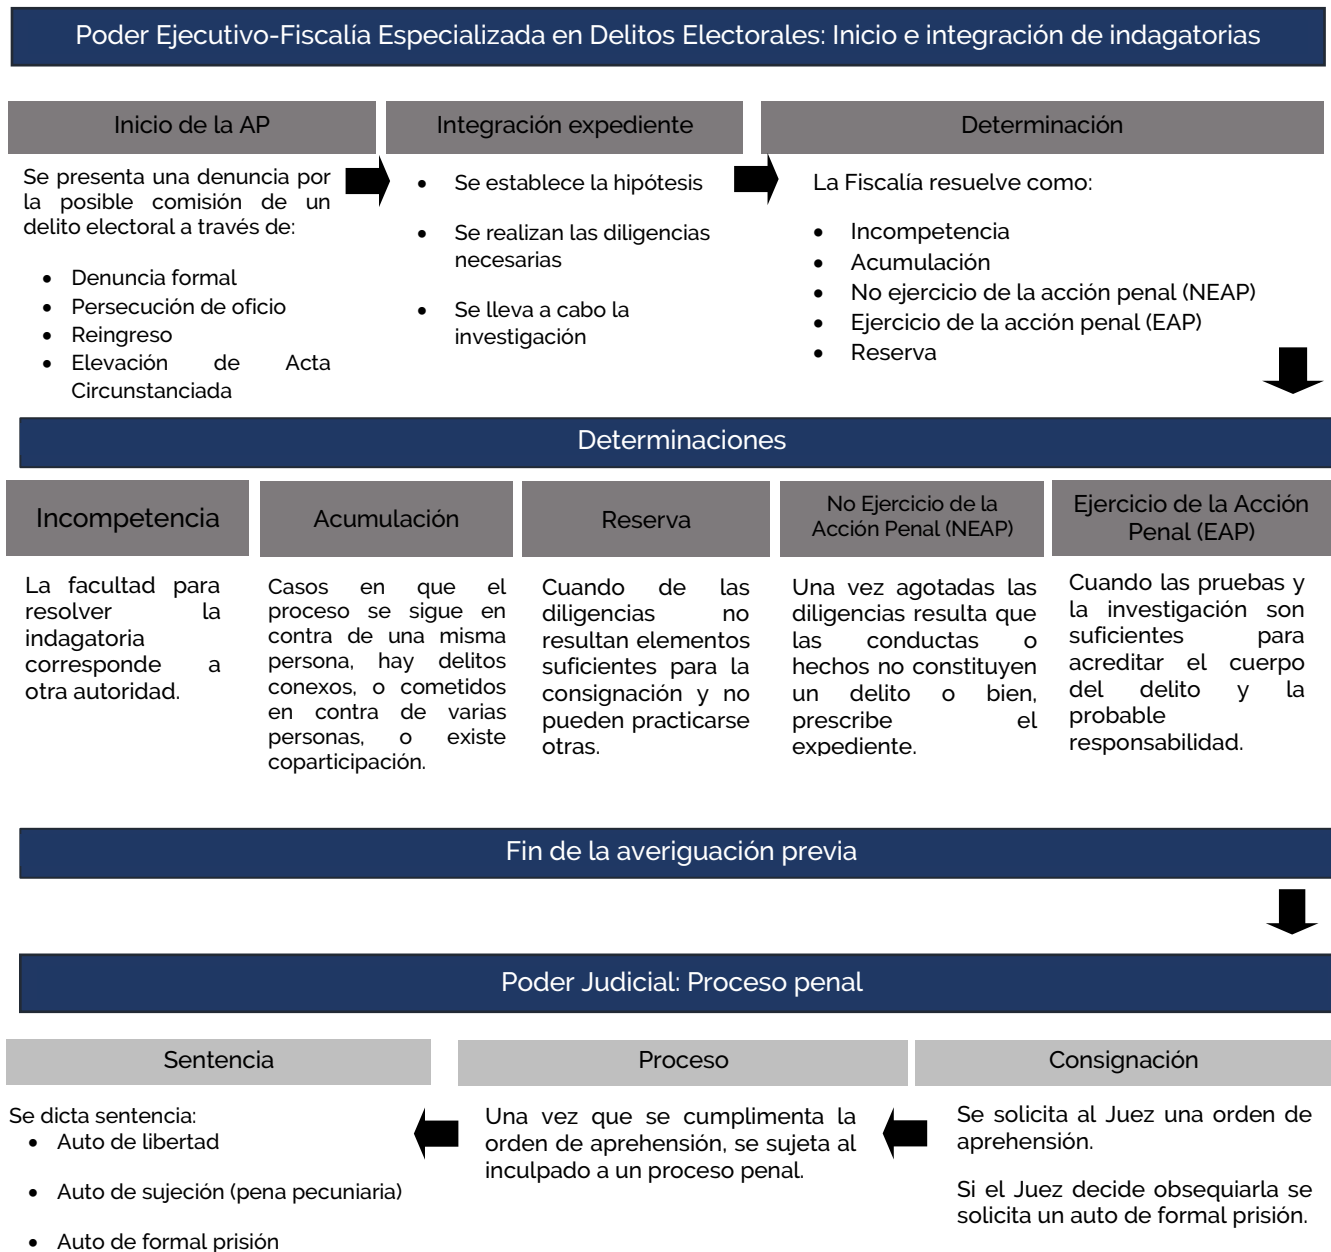 Poder Ejecutivo-Fiscalía Especializada en Delitos Electorales: Inicio e integración de indagatorias
Inicio de la AP
Se presenta una denuncia por
la posible comisión de un
delito electoral a través de:
• Denuncia formal
• Persecución de oficio
• Reingreso
• Elevación de Acta
Circunstanciada
Integración expediente
• Se establece la hipótesis
• Se realizan las diligencias
necesarias
• Se lleva a cabo la
investigación
Determinación
La Fiscalía resuelve como:
• Incompetencia
• Acumulación
• No ejercicio de la acción penal (NEAP)
• Ejercicio de la acción penal (EAP)
• Reserva
Determinaciones
Incompetencia
La facultad para
resolver la
indagatoria
corresponde a
otra autoridad.
Acumulación
Casos en que el
proceso se sigue en
contra de una misma
persona, hay delitos
conexos, o cometidos
en contra de varias
personas, o existe
coparticipación.
Reserva
Cuando de las
diligencias no
resultan elementos
suficientes para la
consignación y no
pueden practicarse
otras.
No Ejercicio de la
Acción Penal (NEAP)
Una vez agotadas las
diligencias resulta que
las conductas o
hechos no constituyen
un delito o bien,
prescribe el
expediente.
Ejercicio de la Acción
Penal (EAP)
Cuando las pruebas y
la investigación son
suficientes para
acreditar el cuerpo
del delito y la
probable
responsabilidad.
Fin de la averiguación previa
Poder Judicial: Proceso penal
Sentencia
Se dicta sentencia:
• Auto de libertad
• Auto de sujeción (pena pecuniaria)
• Auto de formal prisión
Proceso
Una vez que se cumplimenta la
orden de aprehensión, se sujeta al
inculpado a un proceso penal.
Consignación
Se solicita al Juez una orden de
aprehensión.
Si el Juez decide obsequiarla se
solicita un auto de formal prisión.